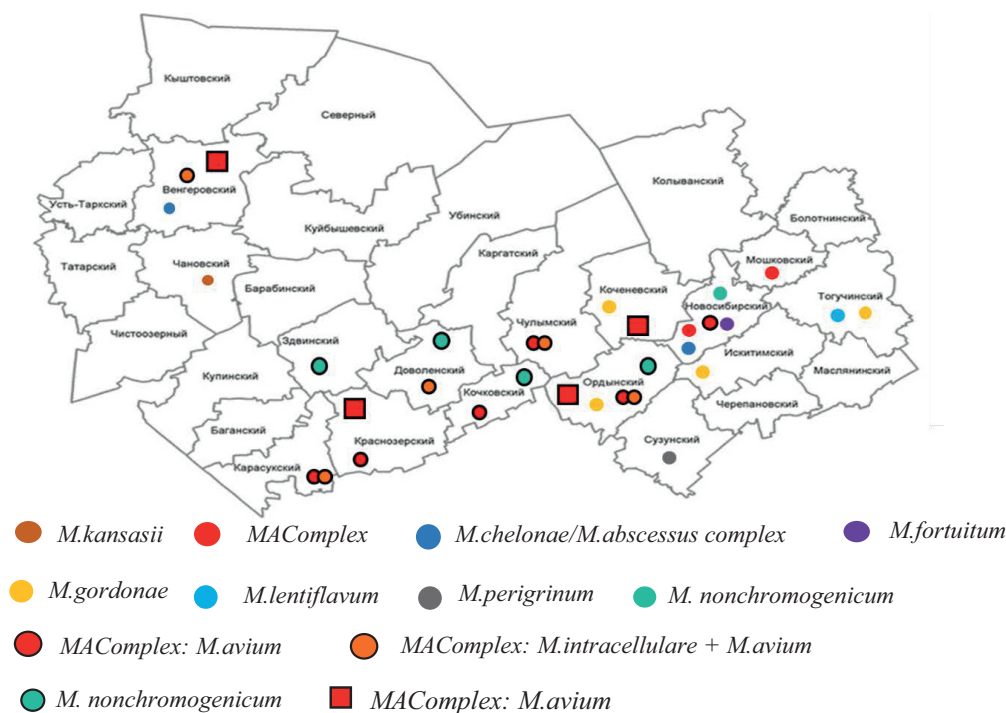 Кыштовский
Северный
Колыванский
Венгеровский
Усть-Таркский
Убинский
Болотнинский
Куйбышевский
Каргатский
Мошковский
Татарский
Чановский
Барабинский
Коченевский
Новосибирский
Тогучинский
Чистоозерный
Здвинский
Чулымский
Искитимский
Купинский
Доволенский
Кочковский
Ордынский
Маслянинский
Черепановский
Баганский
Краснозерский
Сузунский
Карасукский
M.kansasii MAComplex M.chelonae/M.abscessus complex M.fortuitum
M.gordonae M.lentiflavum M.perigrinum M. nonchromogenicum
MAComplex: M.avium MAComplex: M.intracellulare + M.avium
M. nonchromogenicum MAComplex: M.avium